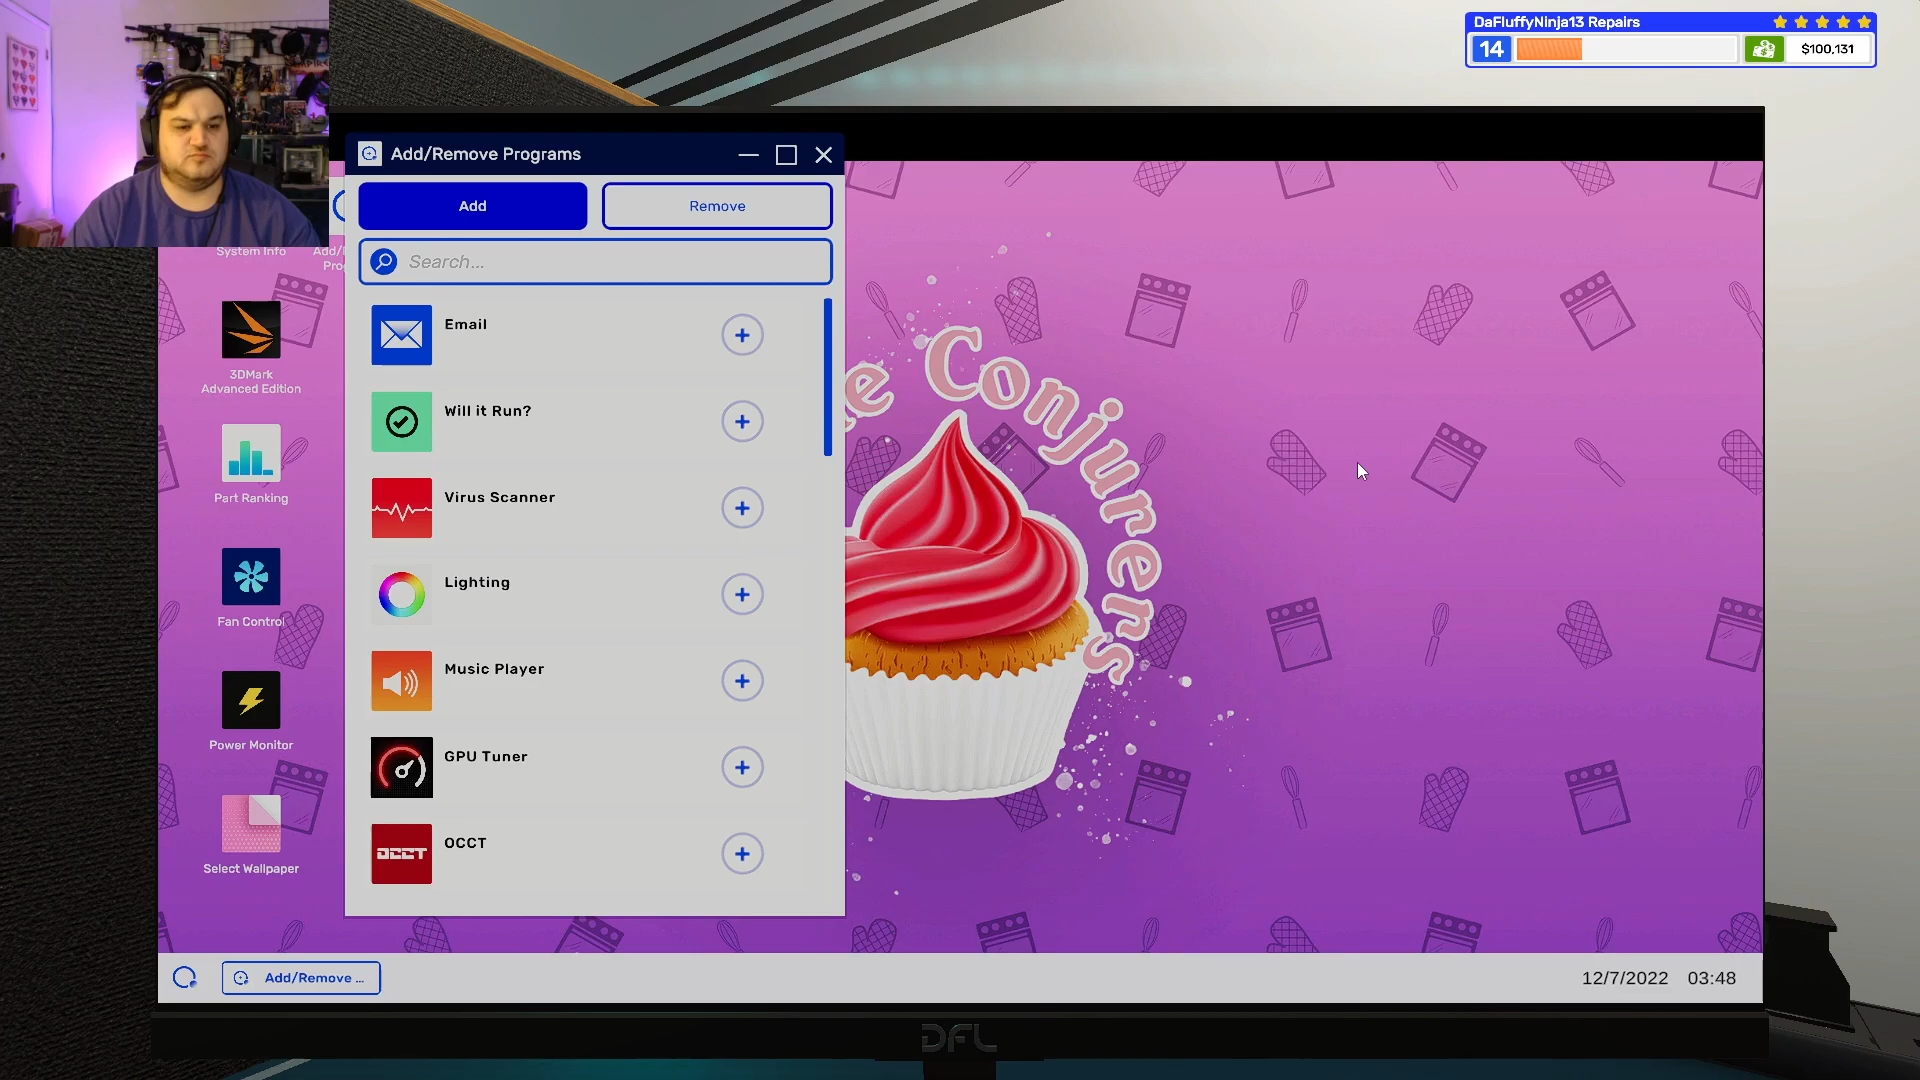 DaFluffyNinja13 Repairs
14
$100,131
Add/Remove Programs
Add
Remove
Search...
System Info
Email
Will it Run?
3DMark
Advanced Edition
Virus Scanner
Part Ranking
Lighting
Fan Control
Music Player
Power Monitor
GPU Tuner
OCCT
OCCT
Select Wallpaper
Conjurers
Add/Remove ...
12/7/2022 03:48
DFL